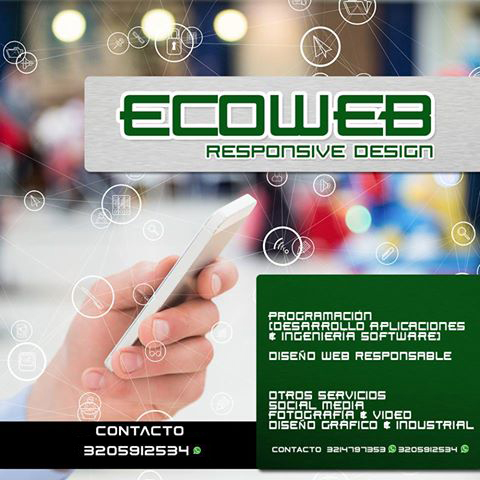 ECOWEB
RESPONSIVE DESIGN
PROGRAMACIÓN
(DESARROLLO APLICACIONES
& INGENIERIA SOFTWARE)
DISEÑO WEB RESPONSABLE
OTROS SERVICIOS
SOCIAL MEDIA
FOTOGRAFÍA & VIDEO
DISEÑO GRÁFICO & INDUSTRIAL
CONTACTO 3214797353 3205912534
CONTACTO
3205912534